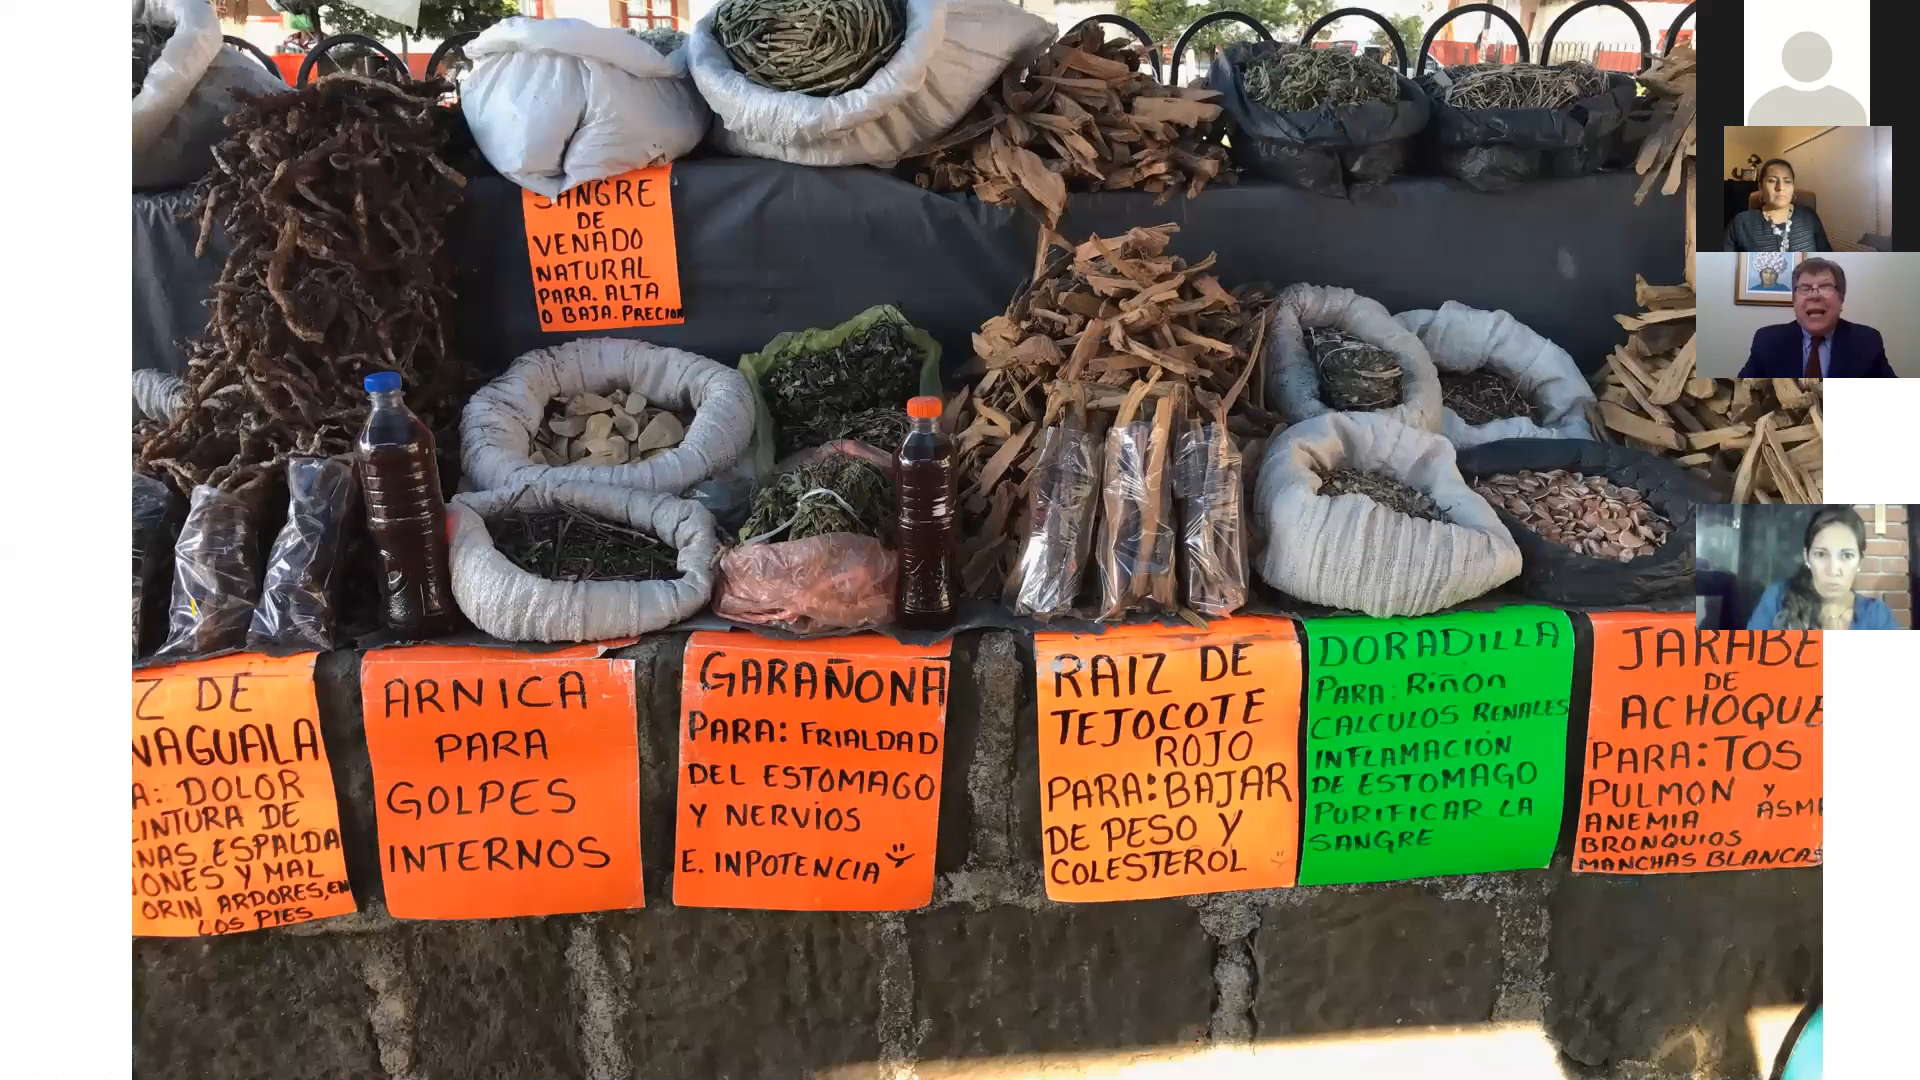 SANGRE
DE
VENADO
NATURAL
PARA. ALTA
O BAJA. PRECION
Z DE
NAGUALA
A: DOLOR
CINTURA DE
NAS ESPALDA
ONES Y MAL
ORIN ARDORES, EN
LOS PIES
ARNICA
PARA
GOLPES
INTERNOS
GARAÑONA
PARA: FRIALDAD
DEL ESTOMAGO
Y NERVIOS
E. INPOTENCIA
RAIZ DE
TEJOCOTE
ROJO
PARA: BAJAR
DE PESO Y
COLESTEROL
DORADILLA
PARA: RIÑON
CALCULOS RENALES
INFLAMACIÓN
DE ESTOMAGO
PURIFICAR LA
SANGRE
JARABE
DE
ACHOQUE
PARA: TOS
PULMON Y ASMA
ANEMIA
BRONQUIOS
MANCHAS BLANCAS